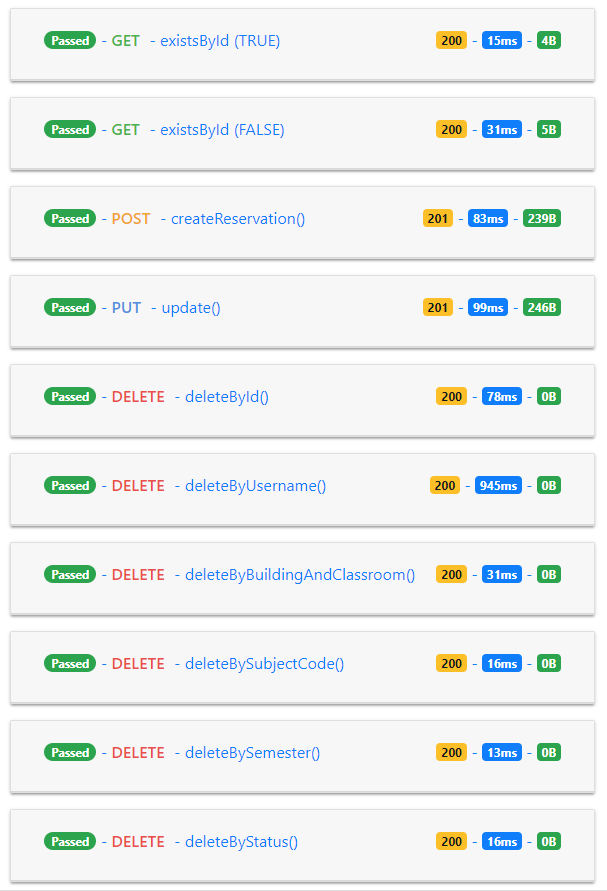 Passed - GET - existsById (TRUE) 200 - 15ms - 4B
Passed - GET - existsById (FALSE) 200 - 31ms - 5B
Passed - POST - createReservation() 201 - 83ms - 239B
Passed - PUT - update() 201 - 99ms - 246B
Passed - DELETE - deleteById() 200 - 78ms - 0B
Passed - DELETE - deleteByUsername() 200 - 945ms - 0B
Passed - DELETE - deleteByBuildingAndClassroom() 200 - 31ms - 0B
Passed - DELETE - deleteBySubjectCode() 200 - 16ms - 0B
Passed - DELETE - deleteBySemester() 200 - 13ms - 0B
Passed - DELETE - deleteByStatus() 200 - 16ms - 0B